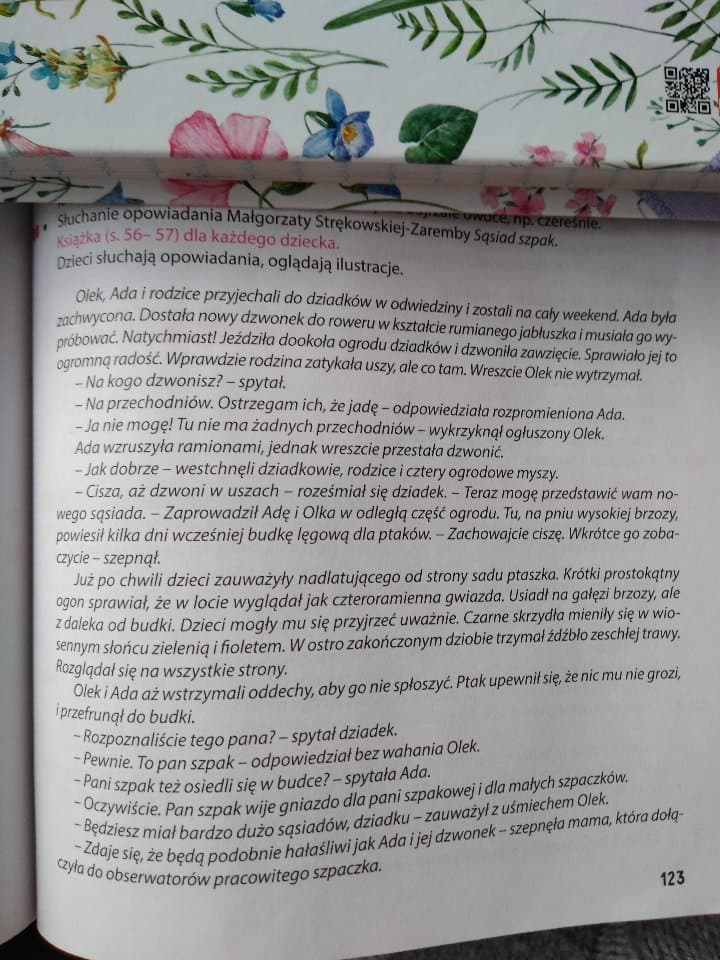 owoce, np. czereśnie.
Słuchanie opowiadania Małgorzaty Strękowskiej-Zaremby Sąsiad szpak.
Książka (s. 56– 57) dla każdego dziecka.
Dzieci słuchają opowiadania, oglądają ilustracje.
Olek, Ada i rodzice przyjechali do dziadków w odwiedziny i zostali na cały weekend. Ada była
zachwycona. Dostała nowy dzwonek do roweru w kształcie rumianego jabłuszka i musiała go wy-
próbować. Natychmiast! Jeździła dookoła ogrodu dziadków i dzwoniła zawzięcie. Sprawiało jej to
ogromną radość. Wprawdzie rodzina zatykała uszy, ale co tam. Wreszcie Olek nie wytrzymał.
– Na kogo dzwonisz? – spytał.
– Na przechodniów. Ostrzegam ich, że jadę – odpowiedziała rozpromieniona Ada.
– Ja nie mogę! Tu nie ma żadnych przechodniów – wykrzyknął ogłuszony Olek.
Ada wzruszyła ramionami, jednak wreszcie przestała dzwonić.
– Jak dobrze – westchnęli dziadkowie, rodzice i cztery ogrodowe myszy.
– Cisza, aż dzwoni w uszach – roześmiał się dziadek. – Teraz mogę przedstawić wam no-
wego sąsiada. – Zaprowadził Adę i Olka w odległą część ogrodu. Tu, na pniu wysokiej brzozy,
powiesił kilka dni wcześniej budkę lęgową dla ptaków. – Zachowajcie ciszę. Wkrótce go zoba-
czycie – szepnął.
Już po chwili dzieci zauważyły nadlatującego od strony sadu ptaszka. Krótki prostokątny
ogon sprawiał, że w locie wyglądał jak czteroramienna gwiazda. Usiadł na gałęzi brzozy, ale
z daleka od budki. Dzieci mogły mu się przyjrzeć uważnie. Czarne skrzydła mieniły się w wio-
sennym słońcu zielenią i fioletem. W ostro zakończonym dziobie trzymał źdźbło zeschłej trawy.
Rozglądał się na wszystkie strony.
Olek i Ada aż wstrzymali oddechy, aby go nie spłoszyć. Ptak upewnił się, że nic mu nie grozi,
i przefrunął do budki.
– Rozpoznaliście tego pana? – spytał dziadek.
– Pewnie. To pan szpak – odpowiedział bez wahania Olek.
– Pani szpak też osiedli się w budce? – spytała Ada.
– Oczywiście. Pan szpak wije gniazdo dla pani szpakowej i dla małych szpaczków.
– Będziesz miał bardzo dużo sąsiadów, dziadku – zauważył z uśmiechem Olek.
– Zdaje się, że będą podobnie hałaśliwi jak Ada i jej dzwonek – szepnęła mama, która dołą-
czyła do obserwatorów pracowitego szpaczka.
123